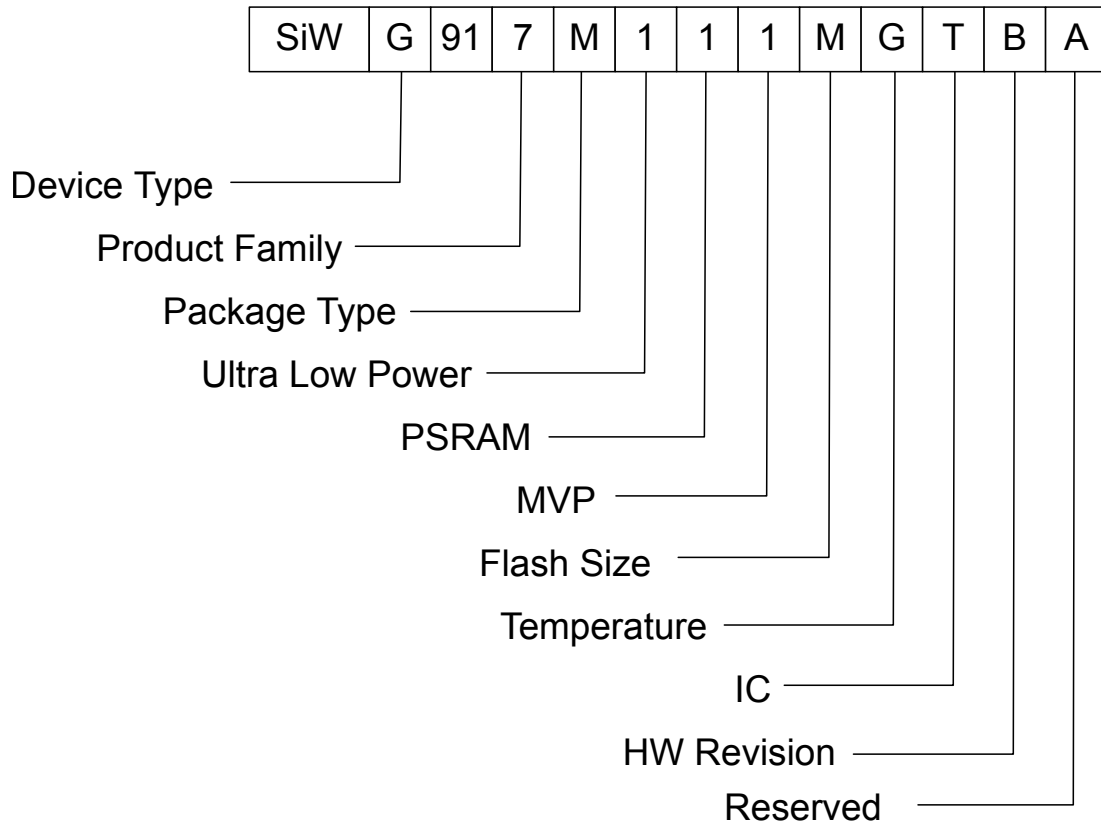 SiW G 91 7 M 1 1 1 M G T B A
Device Type
Product Family
Package Type
Ultra Low Power
PSRAM
MVP
Flash Size
Temperature
IC
HW Revision
Reserved